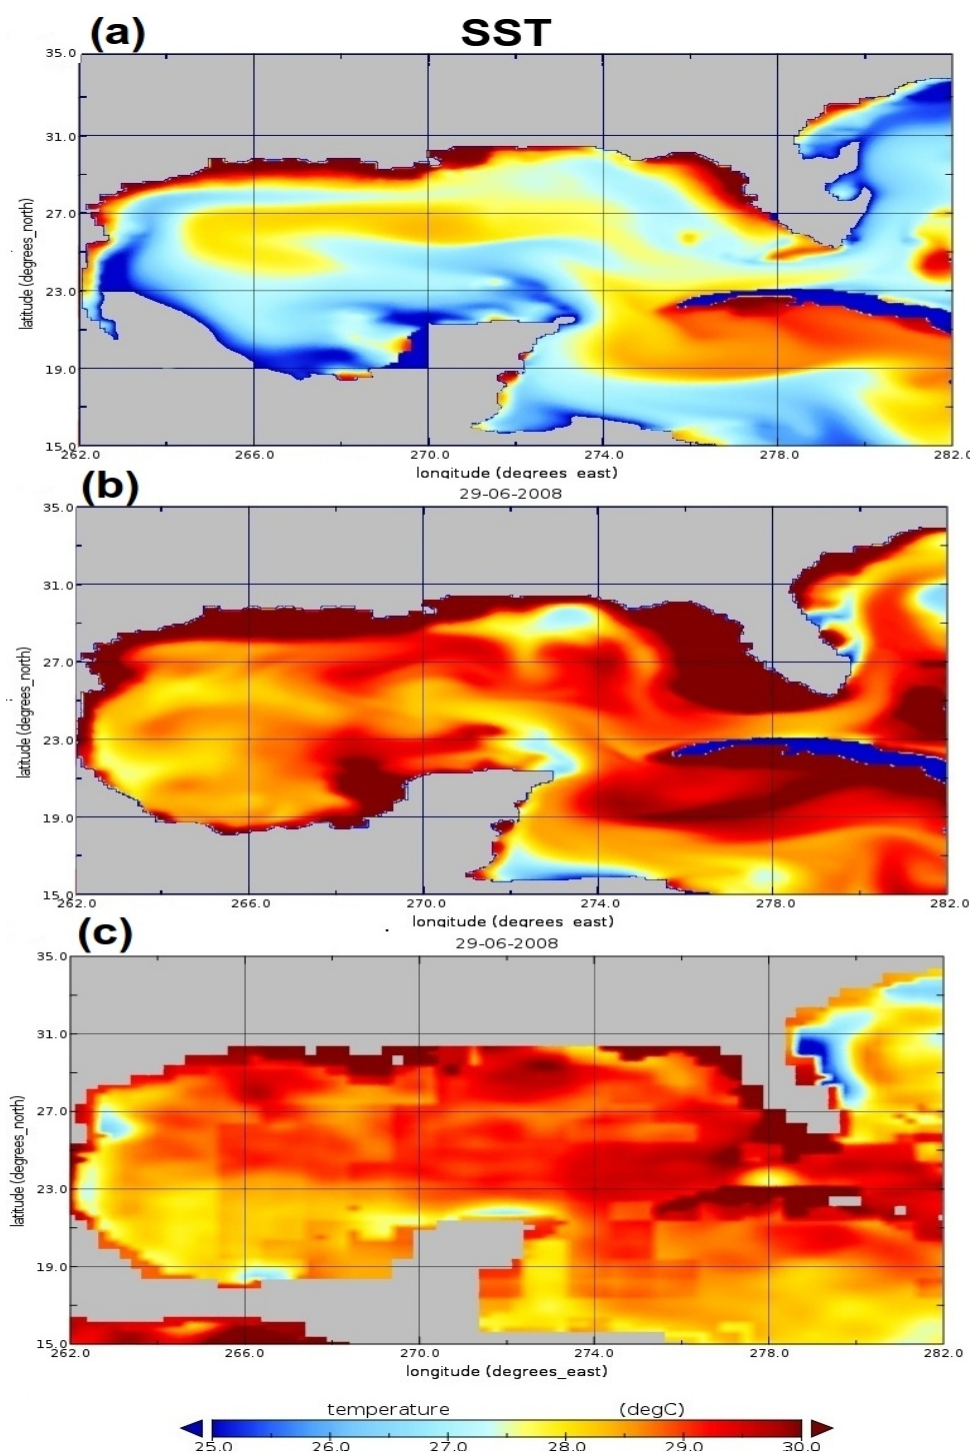 (a) SST
35.0
31.0
27.0
23.0
19.0
15.0
latitude (degrees_north)
262.0 266.0 270.0 274.0 278.0 282.0
longitude (degrees_east)
(b) 29-06-2008
35.0
31.0
27.0
23.0
19.0
15.0
latitude (degrees_north)
262.0 266.0 270.0 274.0 278.0 282.0
longitude (degrees_east)
(c) 29-06-2008
35.0
31.0
27.0
23.0
19.0
15.0
latitude (degrees_north)
262.0 266.0 270.0 274.0 278.0 282.0
longitude (degrees_east)
temperature (degC)
25.0 26.0 27.0 28.0 29.0 30.0